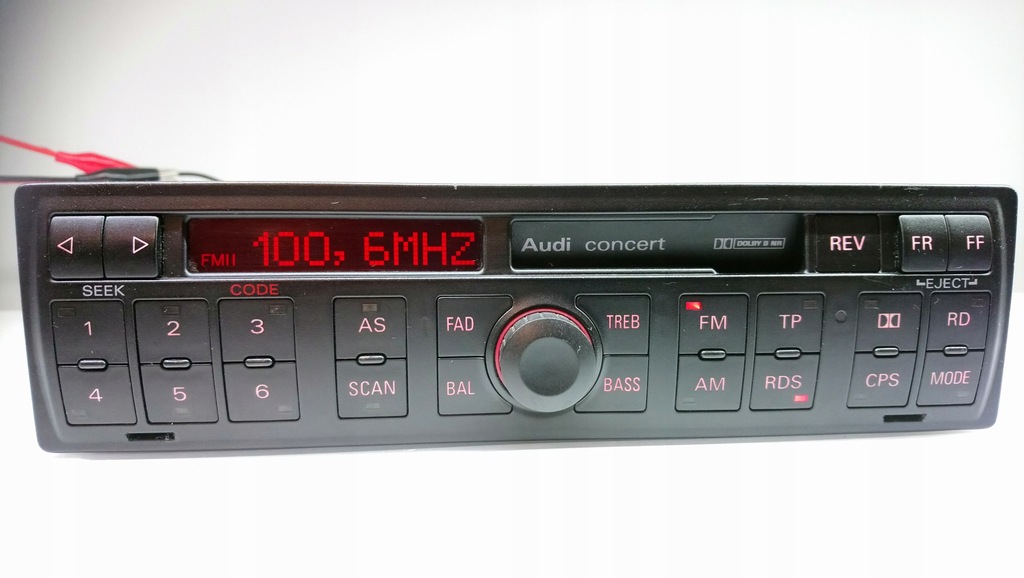 FMII 100, 6MHZ
Audi concert
DOLBY B NR
REV
FR FF
SEEK
CODE
EJECT
1 2 3
AS
FAD
TREB
FM TP
RD
4 5 6
SCAN
BAL
BASS
AM RDS
CPS MODE